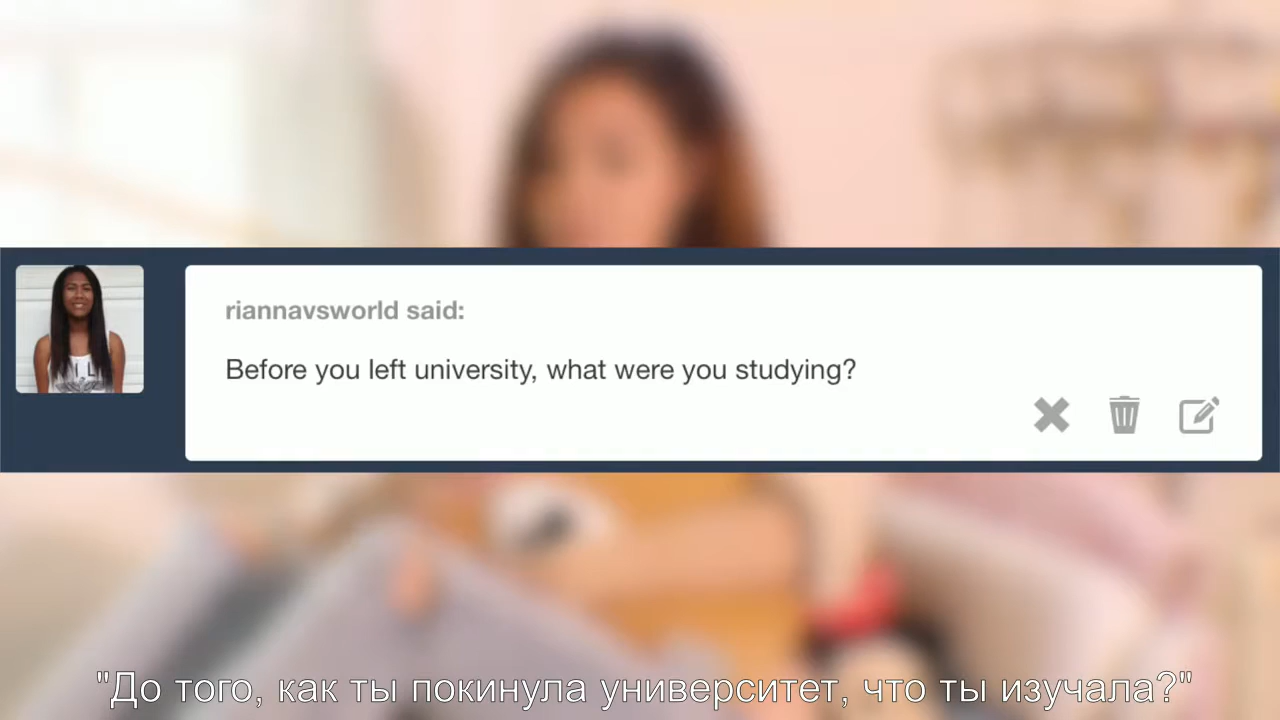 riannavsworld said:
Before you left university, what were you studying?
"До того, как ты покинула университет, что ты изучала?"